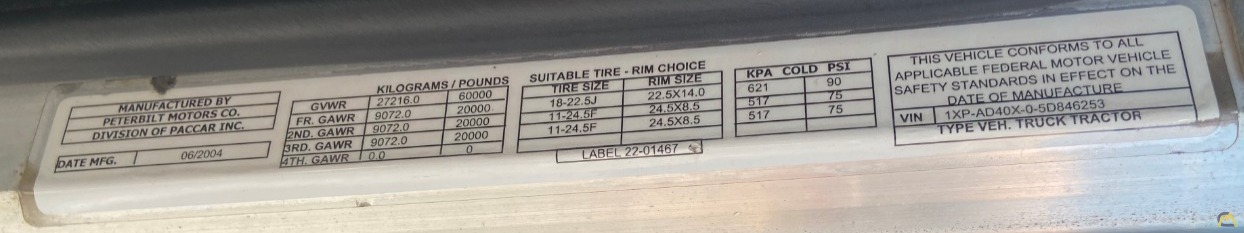 MANUFACTURED BY
PETERBILT MOTORS CO.
DIVISION OF PACCAR INC.
DATE MFG. 06/2004
KILOGRAMS / POUNDS
GVWR 27216.0 60000
FR. GAWR 9072.0 20000
2ND. GAWR 9072.0 20000
3RD. GAWR 9072.0 20000
4TH. GAWR 0.0 0
SUITABLE TIRE - RIM CHOICE
TIRE SIZE RIM SIZE
18-22.5J 22.5X14.0
11-24.5F 24.5X8.5
11-24.5F 24.5X8.5
LABEL 22-01467
KPA COLD PSI
621 90
517 75
517 75
THIS VEHICLE CONFORMS TO ALL
APPLICABLE FEDERAL MOTOR VEHICLE
SAFETY STANDARDS IN EFFECT ON THE
DATE OF MANUFACTURE
VIN 1XP-AD40X-0-5D846253
TYPE VEH. TRUCK TRACTOR